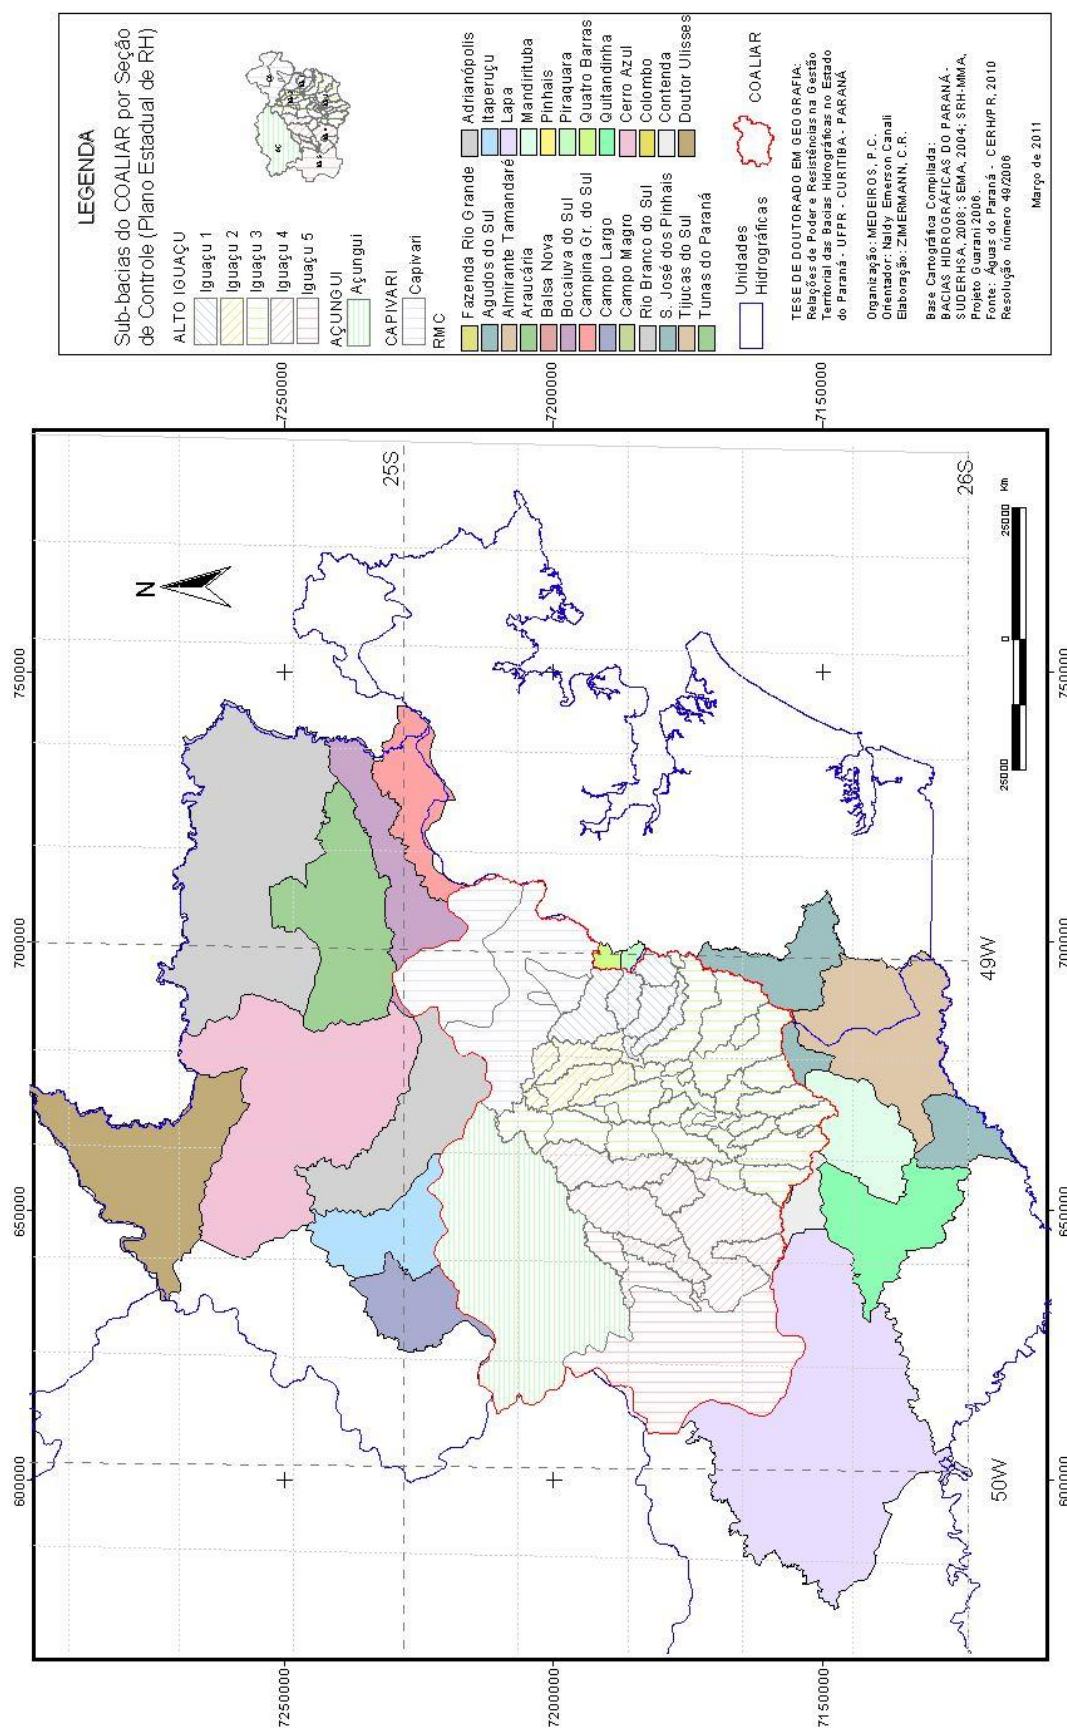 LEGENDA
Sub-bacias do COALIAR por Seção
de Controle (Plano Estadual de RH)
ALTO IGUAÇU
Iguaçu 1
Iguaçu 2
Iguaçu 3
Iguaçu 4
Iguaçu 5
AÇUNGUI
Açungui
CAPIVARI
Capivari
RMC
Fazenda Rio Grande
Agudos do Sul
Almirante Tamandaré
Araucária
Balsa Nova
Bocaiuva do Sul
Campina Gr. do Sul
Campo Largo
Campo Magro
Rio Branco do Sul
S. José dos Pinhais
Tijucas do Sul
Tunas do Paraná
Adrianópolis
Itaperuçu
Lapa
Mandirituba
Pinhais
Piraquara
Quatro Barras
Quitandinha
Cerro Azul
Colombo
Contenda
Doutor Ulisses
Unidades
Hidrográficas
COALIAR
TESE DE DOUTORADO EM GEOGRAFIA:
Relações de Poder e Resistências na Gestão
Territorial das Bacias Hidrográficas no Estado
do Paraná - UFPR - CURITIBA - PARANÁ
Organização: MEDEIROS, P.C.
Orientador: Naldy Emerson Canali
Elaboração: ZIMERMANN, C.R.
Base Cartográfica Compilada:
BACIAS HIDROGRÁFICAS DO PARANÁ -
SUDERHSA, 2008; SEMA, 2004; SRH-MMA,
Projeto Guarani 2006.
Fonte: Águas do Paraná - CERH/PR, 2010
Resolução número 49/2006
Março de 2011
600000
650000
700000
750000
7250000
7250000
7200000
7200000
7150000
7150000
N
25S
26S
50W
49W
25000
0
25000
Km
600000
650000
700000
750000